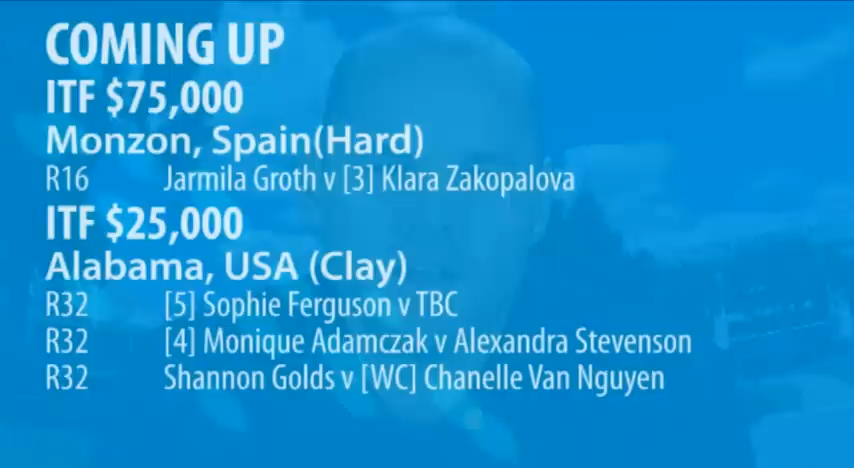 COMING UP
ITF $75,000
Monzon, Spain(Hard)
R16 Jarmila Groth v [3] Klara Zakopalova
ITF $25,000
Alabama, USA (Clay)
R32 [5] Sophie Ferguson v TBC
R32 [4] Monique Adamczak v Alexandra Stevenson
R32 Shannon Golds v [WC] Chanelle Van Nguyen